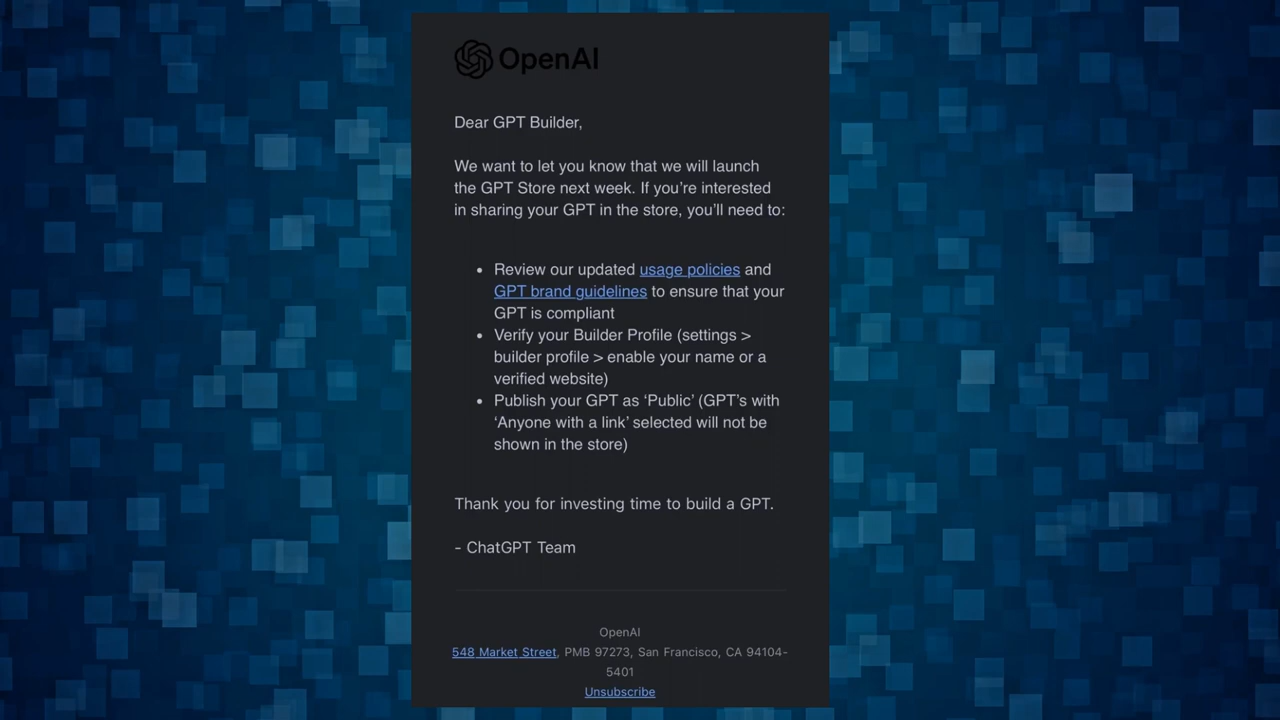 OpenAI
Dear GPT Builder,
We want to let you know that we will launch
the GPT Store next week. If you’re interested
in sharing your GPT in the store, you’ll need to:
• Review our updated usage policies and
GPT brand guidelines to ensure that your
GPT is compliant
• Verify your Builder Profile (settings >
builder profile > enable your name or a
verified website)
• Publish your GPT as ‘Public’ (GPT’s with
‘Anyone with a link’ selected will not be
shown in the store)
Thank you for investing time to build a GPT.
- ChatGPT Team
OpenAI
548 Market Street, PMB 97273, San Francisco, CA 94104-
5401
Unsubscribe